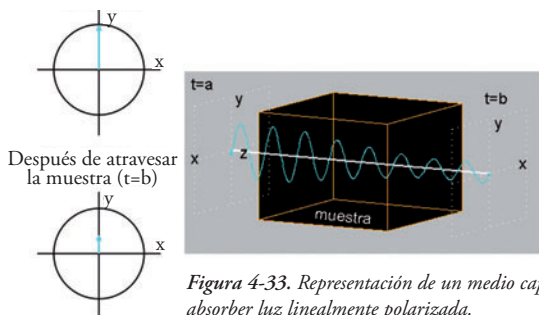 y
x
Después de atravesar
la muestra (t=b)
y
x
t=a
y
x
z
muestra
t=b
y
x
Figura 4-33. Representación de un medio cap
absorber luz linealmente polarizada.